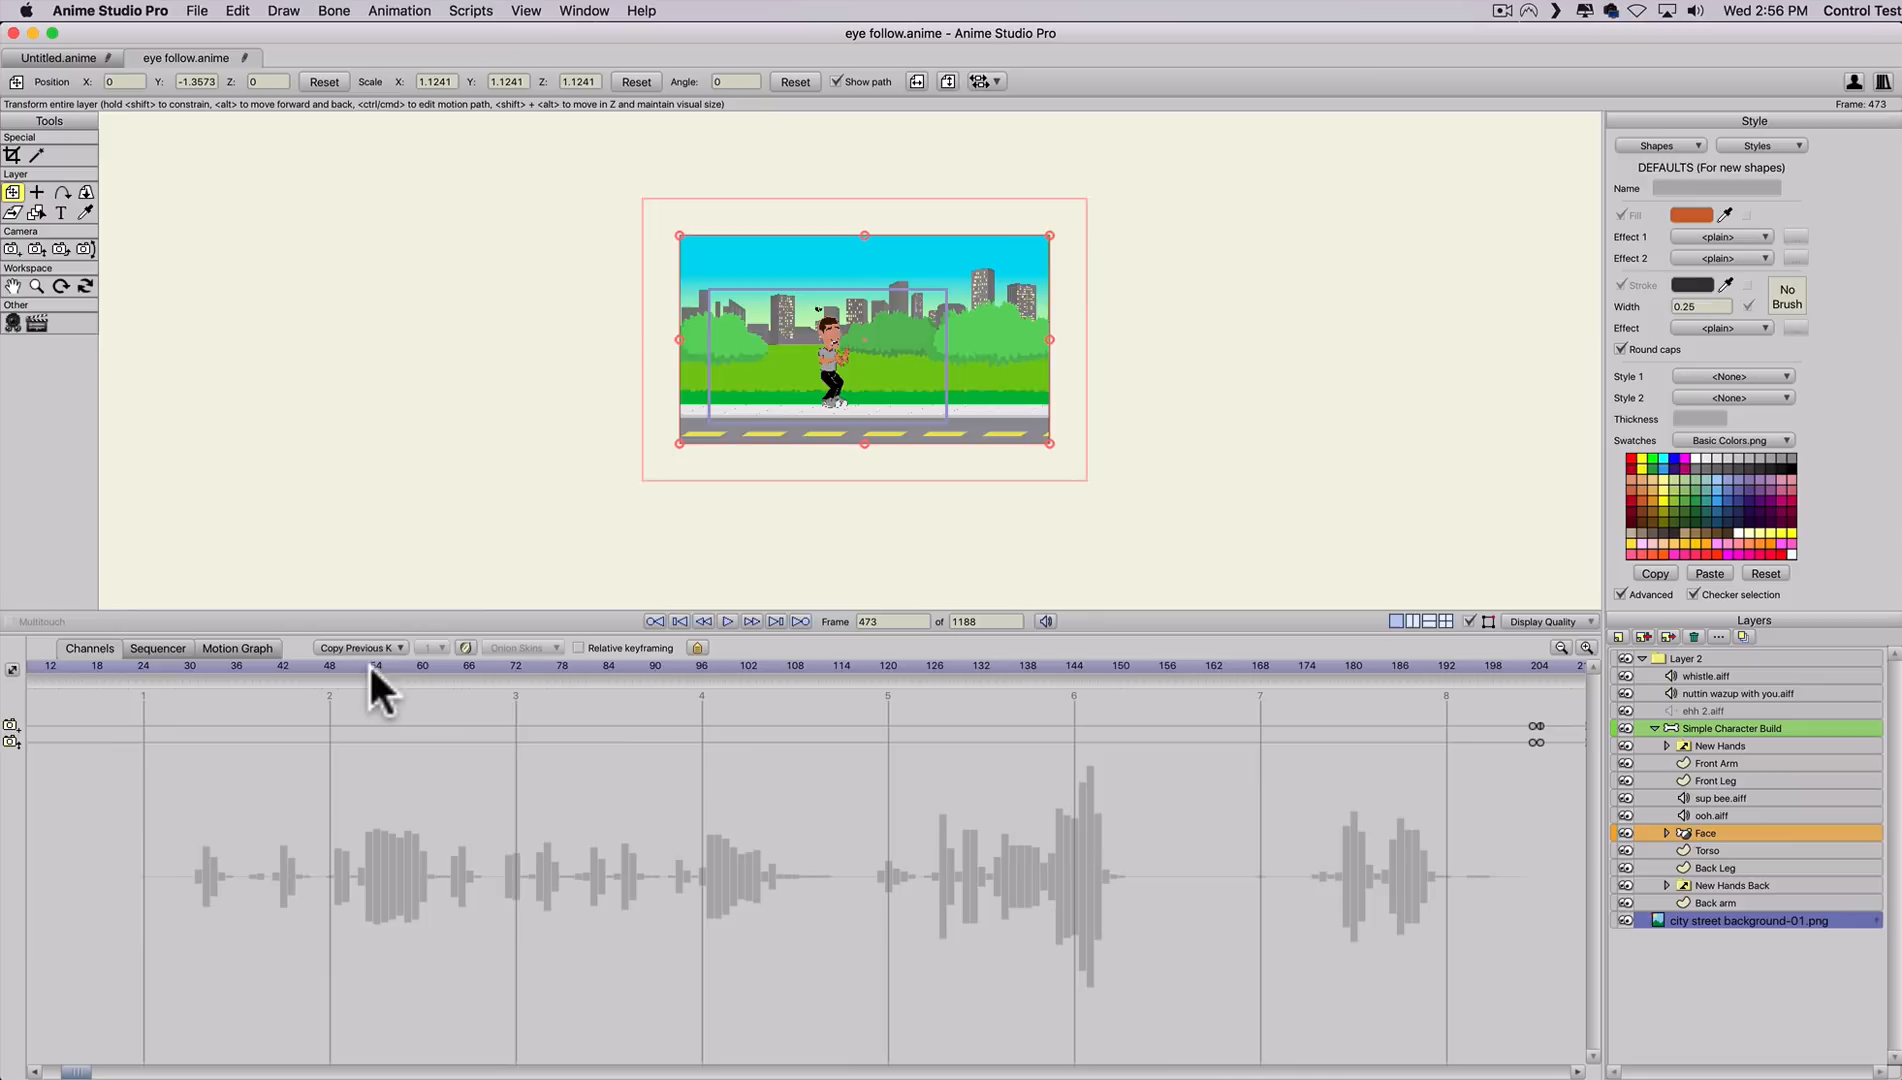 Anime Studio Pro File Edit Draw Bone Animation Scripts View Window Help Wed 2:56 PM Control Test
eye follow.anime - Anime Studio Pro
Untitled.anime eye follow.anime
Position X: 0 Y: -1.3573 Z: 0 Reset Scale X: 1.1241 Y: 1.1241 Z: 1.1241 Reset Angle: 0 Reset Show path
Transform entire layer (hold <shift> to constrain, <alt> to move forward and back, <ctrl/cmd> to edit motion path, <shift> + <alt> to move in Z and maintain visual size) Frame: 473
Tools
Special
Layer
T
Camera
Workspace
Other
Style
Shapes Styles
DEFAULTS (For new shapes)
Name
Fill
Effect 1 <plain> ...
Effect 2 <plain> ...
Stroke No Brush
Width 0.25
Effect <plain> ...
Round caps
Style 1 <None>
Style 2 <None>
Thickness
Swatches Basic Colors.png
Copy Paste Reset
Advanced Checker selection
Multitouch Frame 473 of 1188 Display Quality
Channels Sequencer Motion Graph Copy Previous K 1 Onion Skins Relative keyframing
12 18 24 30 36 42 48 54 60 66 72 78 84 90 96 102 108 114 120 126 132 138 144 150 156 162 168 174 180 186 192 198 204 2
1 2 3 4 5 6 7 8
Layers
Layer 2
whistle.aiff
nuttin wazup with you.aiff
ehh 2.aiff
Simple Character Build
New Hands
Front Arm
Front Leg
sup bee.aiff
ooh.aiff
Face
Torso
Back Leg
New Hands Back
Back arm
city street background-01.png